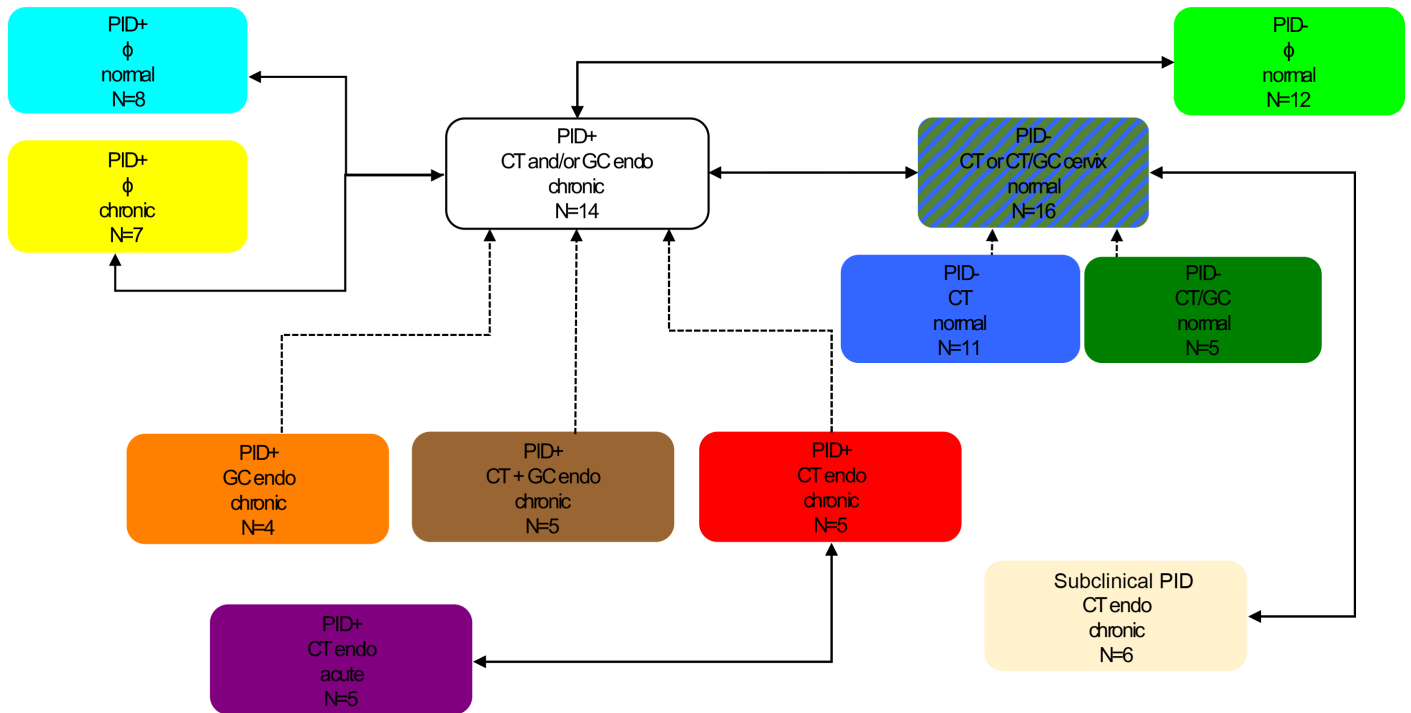 PID+
ϕ
normal
N=8
PID-
ϕ
normal
N=12
PID+
ϕ
chronic
N=7
PID+
CT and/or GC endo
chronic
N=14
PID-
CT or CT/GC cervix
normal
N=16
PID-
CT
normal
N=11
PID-
CT/GC
normal
N=5
PID+
GC endo
chronic
N=4
PID+
CT + GC endo
chronic
N=5
PID+
CT endo
chronic
N=5
PID+
CT endo
acute
N=5
Subclinical PID
CT endo
chronic
N=6